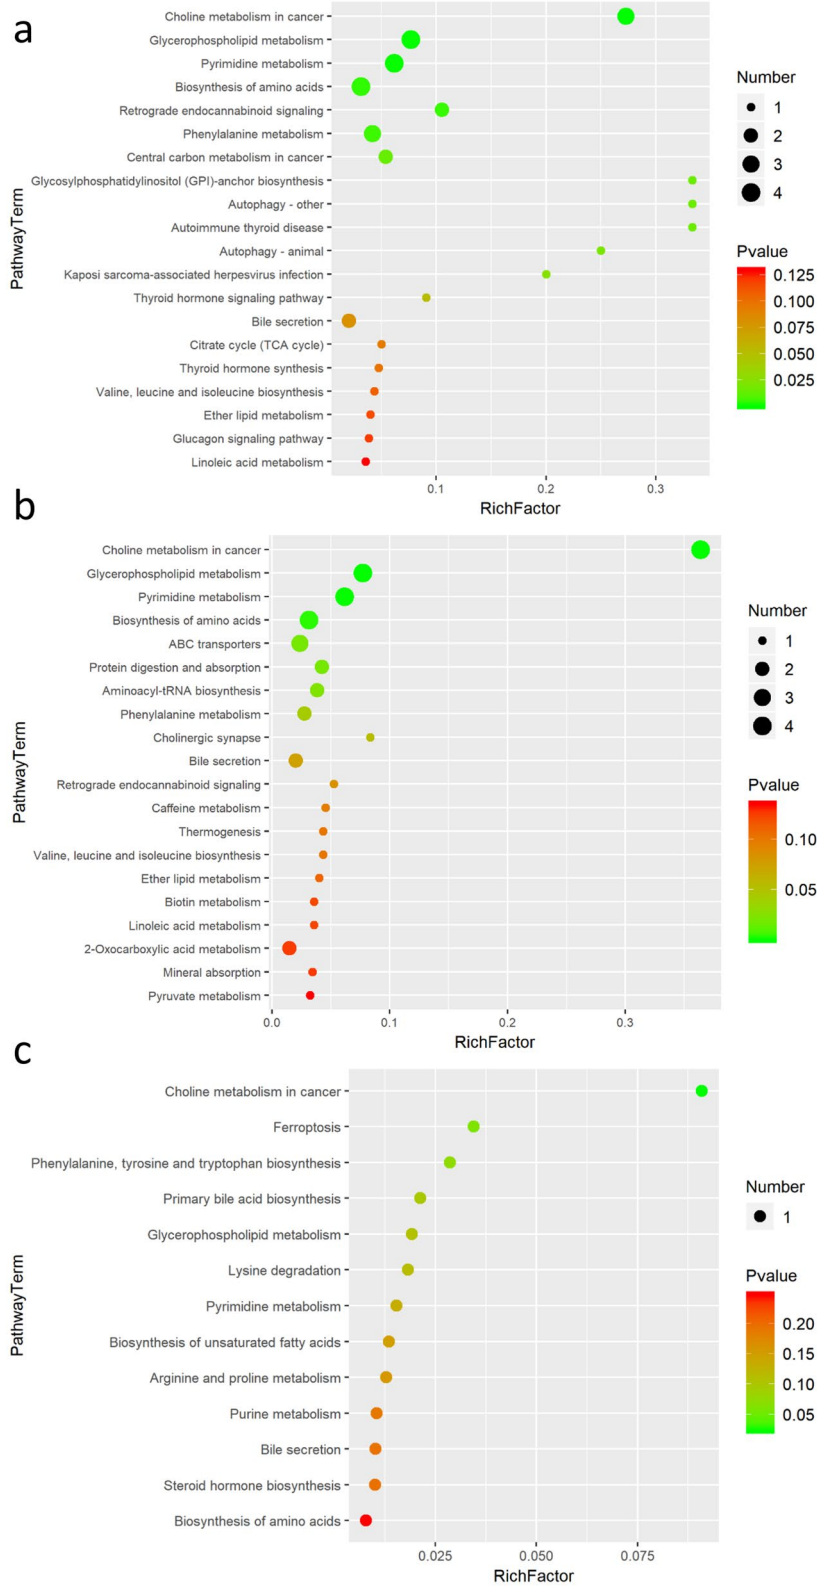 a
PathwayTerm
Choline metabolism in cancer
Glycerophospholipid metabolism
Pyrimidine metabolism
Biosynthesis of amino acids
Retrograde endocannabinoid signaling
Phenylalanine metabolism
Central carbon metabolism in cancer
Glycosylphosphatidylinositol (GPI)-anchor biosynthesis
Autophagy - other
Autoimmune thyroid disease
Autophagy - animal
Kaposi sarcoma-associated herpesvirus infection
Thyroid hormone signaling pathway
Bile secretion
Citrate cycle (TCA cycle)
Thyroid hormone synthesis
Valine, leucine and isoleucine biosynthesis
Ether lipid metabolism
Glucagon signaling pathway
Linoleic acid metabolism
0.1 0.2 0.3
RichFactor
Number
1
2
3
4
Pvalue
0.125
0.100
0.075
0.050
0.025
b
PathwayTerm
Choline metabolism in cancer
Glycerophospholipid metabolism
Pyrimidine metabolism
Biosynthesis of amino acids
ABC transporters
Protein digestion and absorption
Aminoacyl-tRNA biosynthesis
Phenylalanine metabolism
Cholinergic synapse
Bile secretion
Retrograde endocannabinoid signaling
Caffeine metabolism
Thermogenesis
Valine, leucine and isoleucine biosynthesis
Ether lipid metabolism
Biotin metabolism
Linoleic acid metabolism
2-Oxocarboxylic acid metabolism
Mineral absorption
Pyruvate metabolism
0.0 0.1 0.2 0.3
RichFactor
Number
1
2
3
4
Pvalue
0.10
0.05
c
PathwayTerm
Choline metabolism in cancer
Ferroptosis
Phenylalanine, tyrosine and tryptophan biosynthesis
Primary bile acid biosynthesis
Glycerophospholipid metabolism
Lysine degradation
Pyrimidine metabolism
Biosynthesis of unsaturated fatty acids
Arginine and proline metabolism
Purine metabolism
Bile secretion
Steroid hormone biosynthesis
Biosynthesis of amino acids
0.025 0.050 0.075
RichFactor
Number
1
Pvalue
0.20
0.15
0.10
0.05